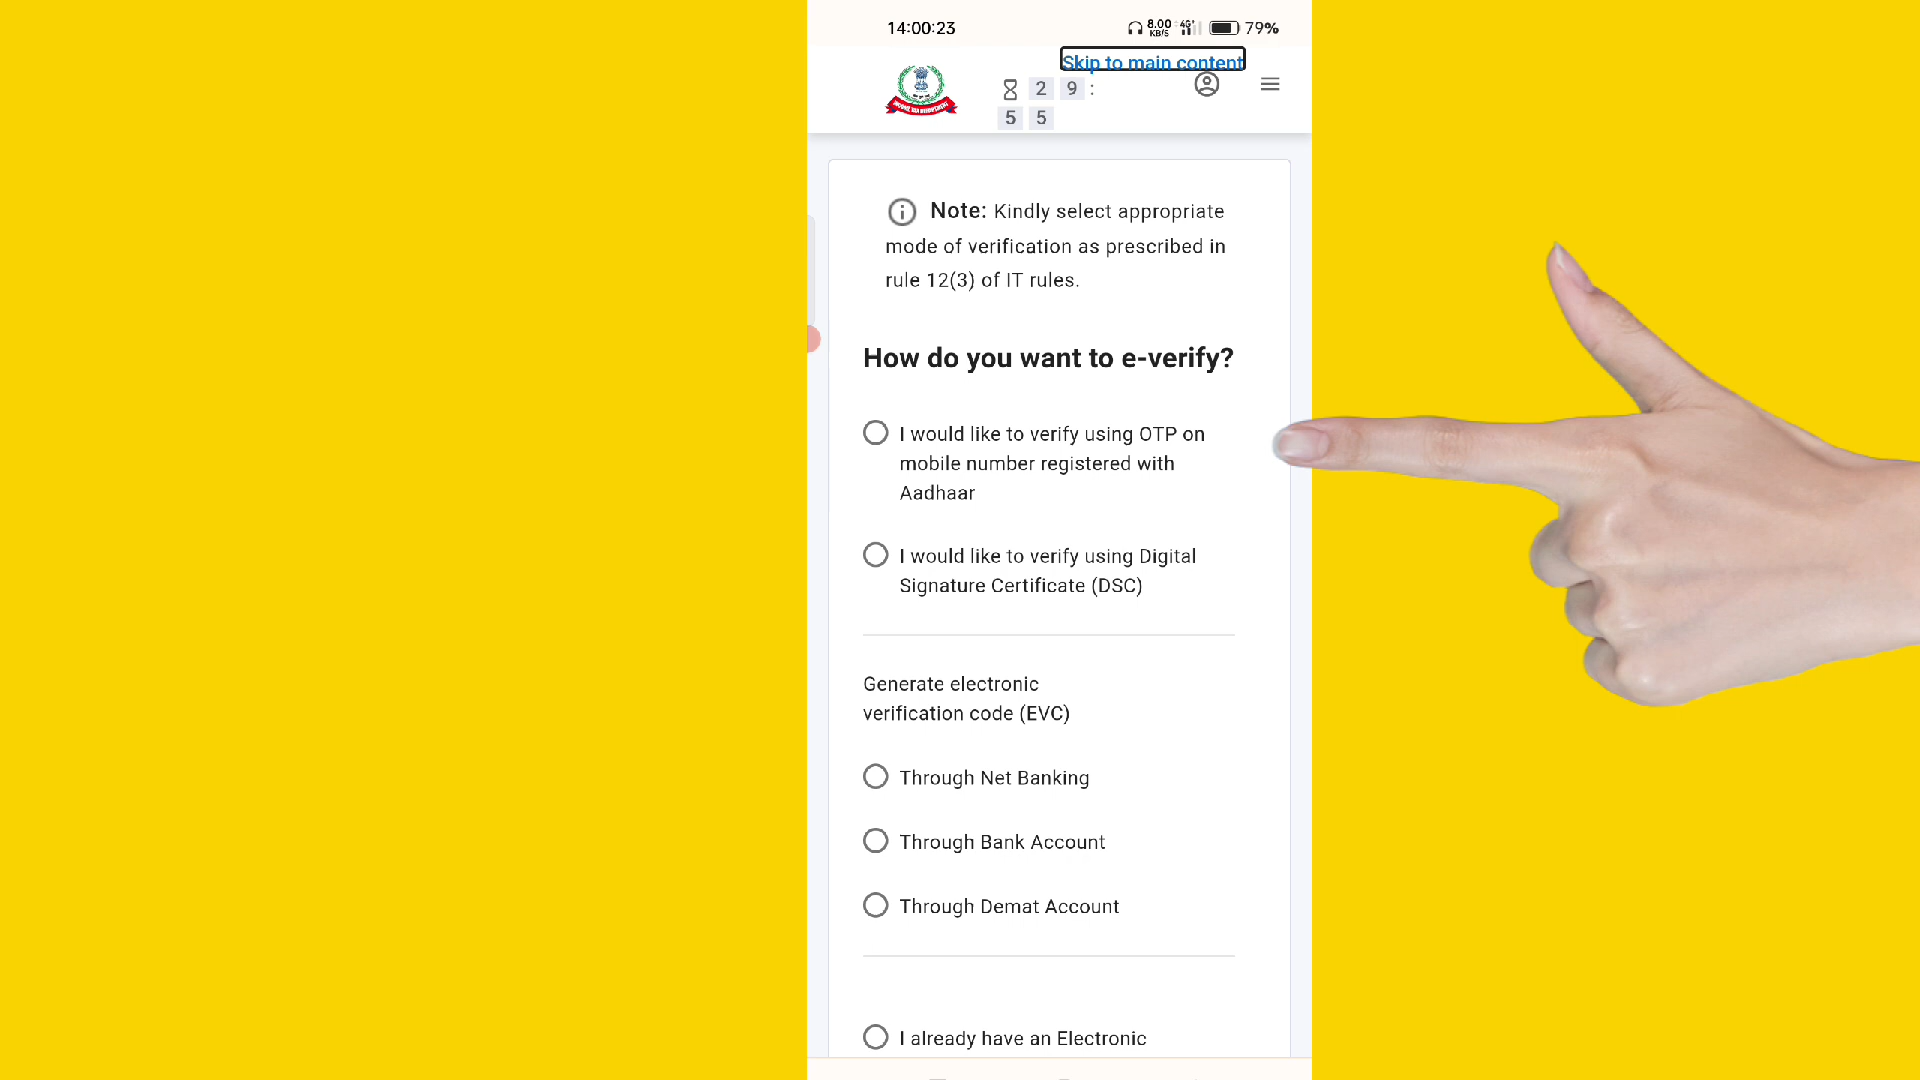 14:00:23
8.00 KB/S 4G 79%
Skip to main content
2 9 :
5 5
INCOME TAX DEPARTMENT
Note: Kindly select appropriate
mode of verification as prescribed in
rule 12(3) of IT rules.
How do you want to e-verify?
I would like to verify using OTP on
mobile number registered with
Aadhaar
I would like to verify using Digital
Signature Certificate (DSC)
Generate electronic
verification code (EVC)
Through Net Banking
Through Bank Account
Through Demat Account
I already have an Electronic